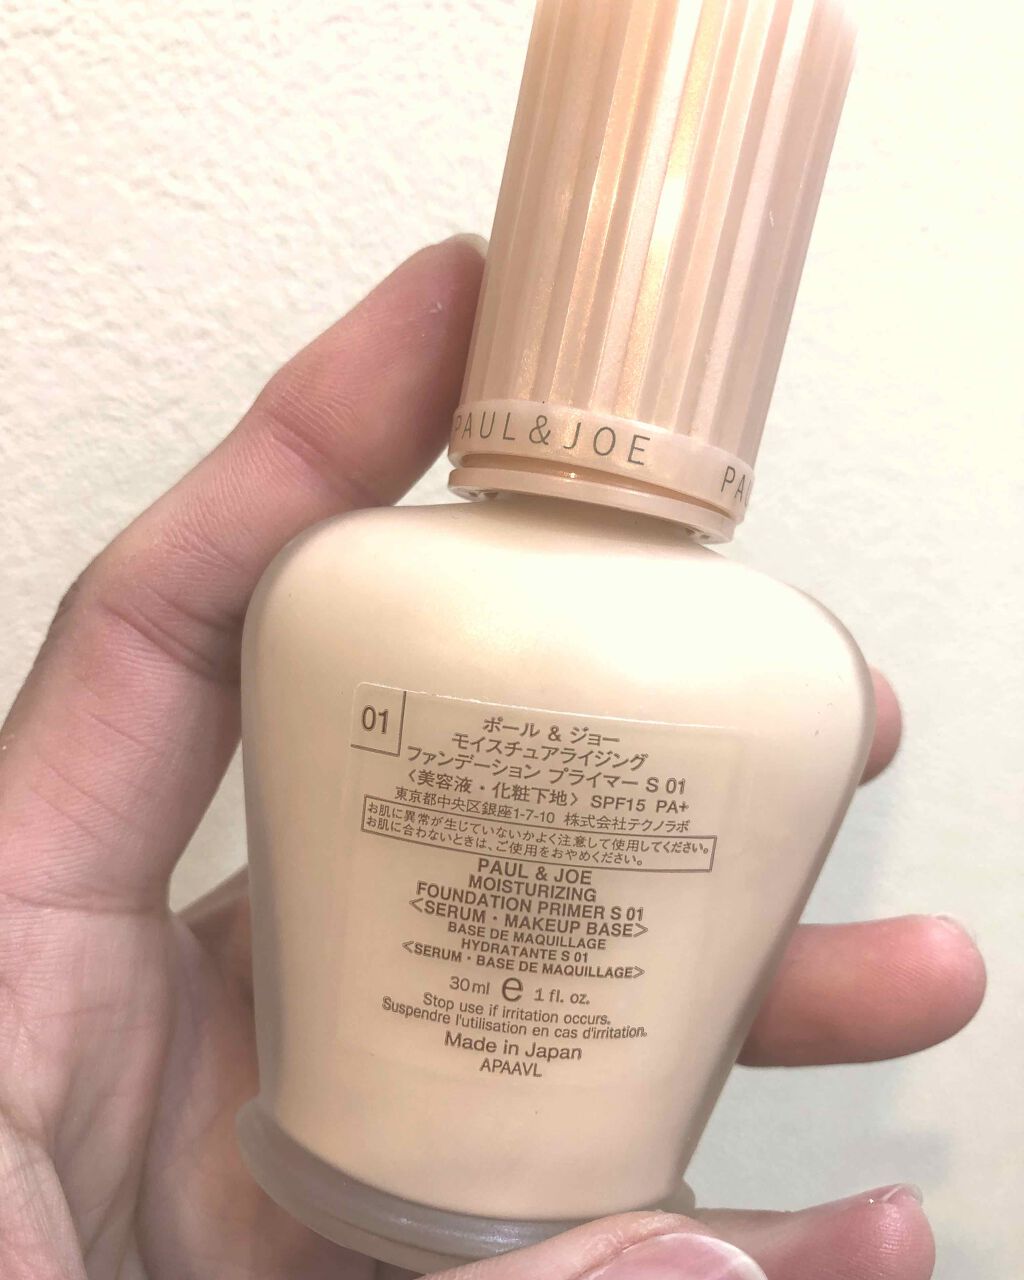 PAUL & JOE PAU
01
ポール & ジョー
モイスチュアライジング
ファンデーション プライマー S 01
〈美容液・化粧下地〉 SPF15 PA+
東京都中央区銀座1-7-10 株式会社テクノラボ
お肌に異常が生じていないかよく注意して使用してください。
お肌に合わないときは、ご使用をおやめください。
PAUL & JOE
MOISTURIZING
FOUNDATION PRIMER S 01
<SERUM・MAKEUP BASE>
BASE DE MAQUILLAGE
HYDRATANTE S 01
<SERUM・BASE DE MAQUILLAGE>
30ml e 1 fl. oz.
Stop use if irritation occurs.
Suspendre l'utilisation en cas d'irritation.
Made in Japan
APAAVL